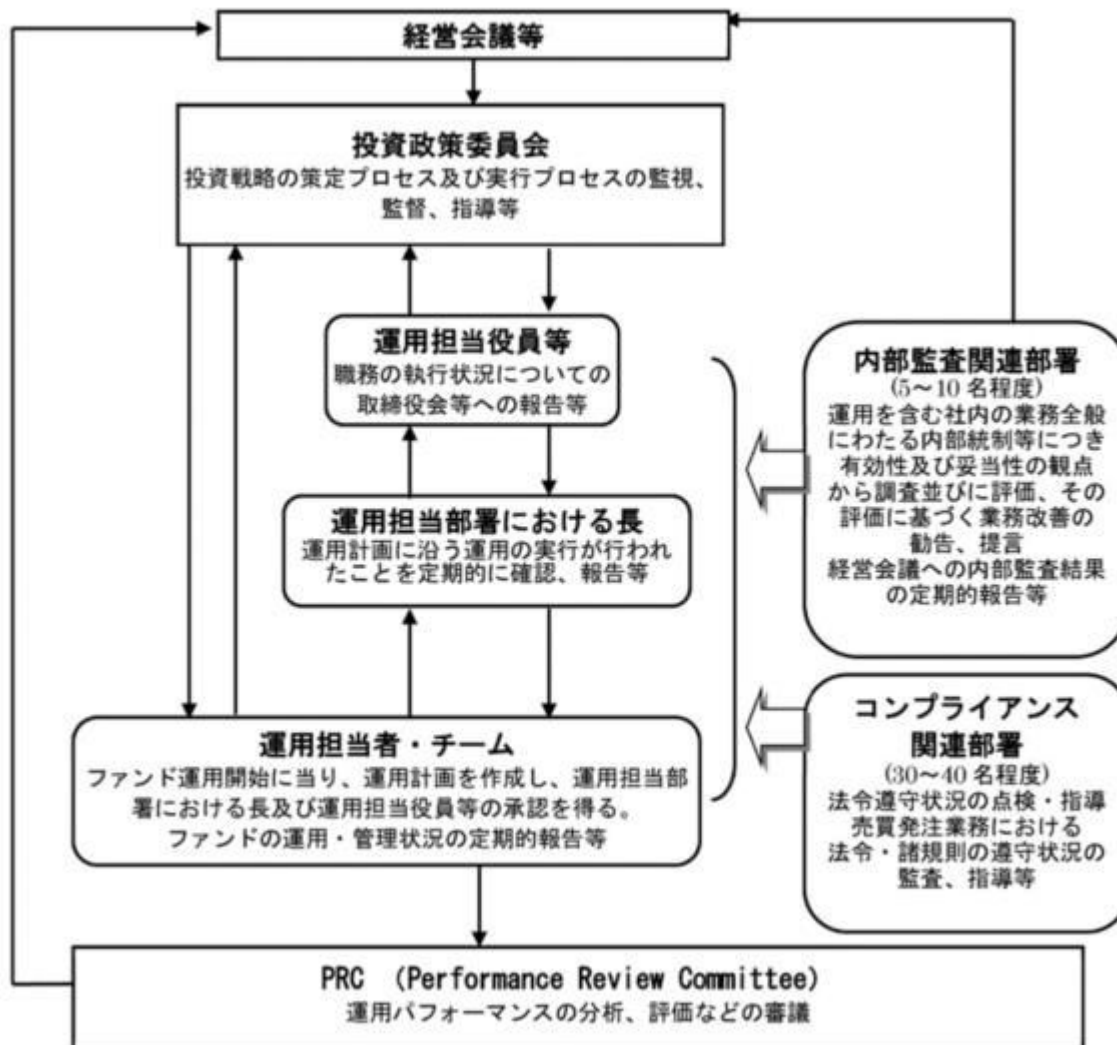 経営会議等
投資政策委員会
投資戦略の策定プロセス及び実行プロセスの監視、
監督、指導等
運用担当役員等
職務の執行状況についての
取締役会等への報告等
運用担当部署における長
運用計画に沿う運用の実行が行われ
たことを定期的に確認、報告等
運用担当者・チーム
ファンド運用開始に当り、運用計画を作成し、運用担当部
署における長及び運用担当役員等の承認を得る。
ファンドの運用・管理状況の定期的報告等
内部監査関連部署
(5～10 名程度)
運用を含む社内の業務全般
にわたる内部統制等につき
有効性及び妥当性の観点
から調査並びに評価、その
評価に基づく業務改善の
勧告、提言
経営会議への内部監査結果
の定期的報告等
コンプライアンス
関連部署
(30～40 名程度)
法令遵守状況の点検・指導
売買発注業務における
法令・諸規則の遵守状況の
監査、指導等
PRC (Performance Review Committee)
運用パフォーマンスの分析、評価などの審議